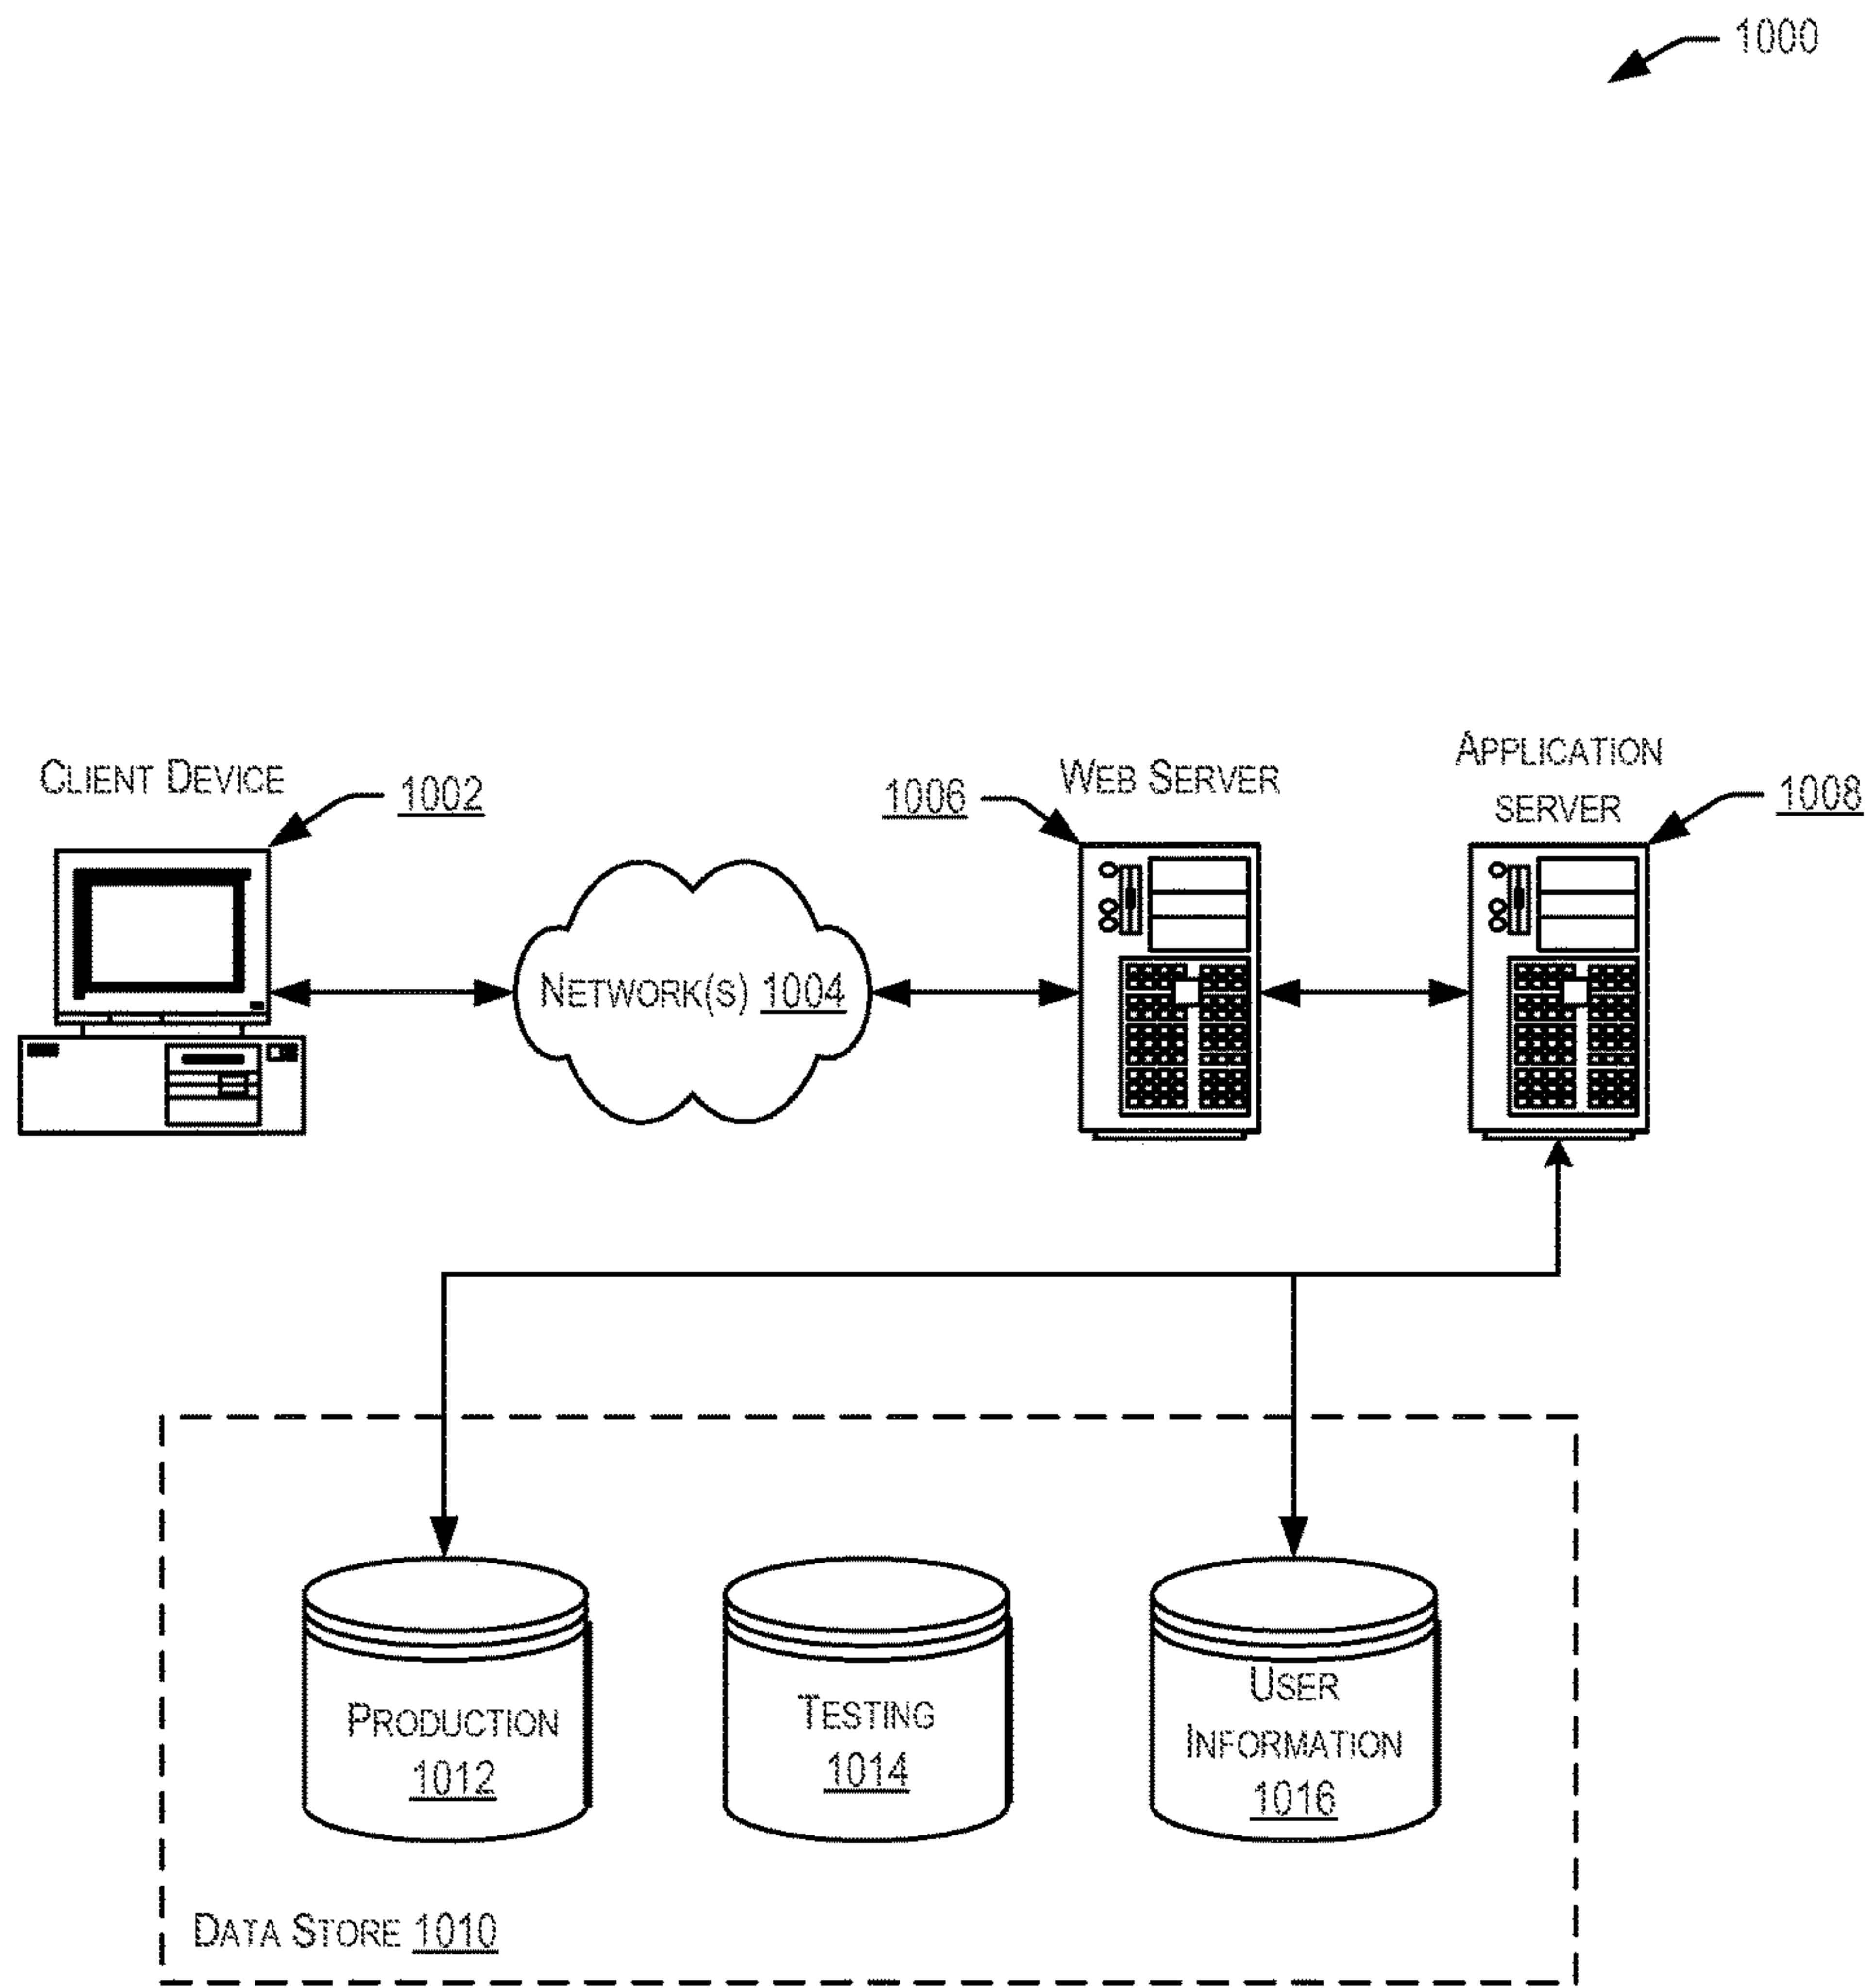 1000
CLIENT DEVICE
1002
1006
WEB SERVER
APPLICATION
SERVER
1008
NETWORK(S) 1004
PRODUCTION
1012
TESTING
1014
USER
INFORMATION
1016
DATA STORE 1010